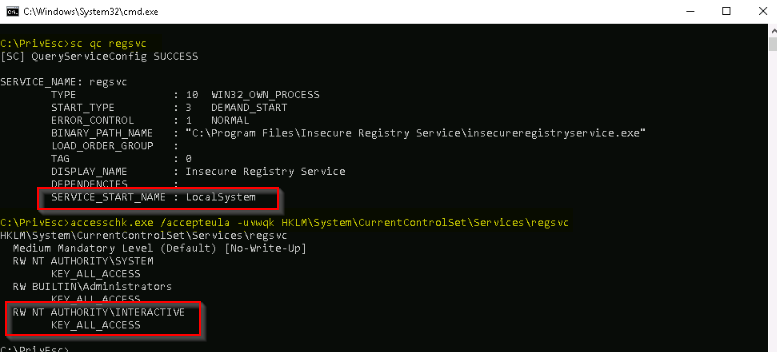 C:\Windows\System32\cmd.exe
C:\PrivEsc>sc qc regsvc
[SC] QueryServiceConfig SUCCESS
SERVICE_NAME: regsvc
TYPE : 10 WIN32_OWN_PROCESS
START_TYPE : 3 DEMAND_START
ERROR_CONTROL : 1 NORMAL
BINARY_PATH_NAME : "C:\Program Files\Insecure Registry Service\insecureregistryservice.exe"
LOAD_ORDER_GROUP :
TAG : 0
DISPLAY_NAME : Insecure Registry Service
DEPENDENCIES :
SERVICE_START_NAME : LocalSystem
C:\PrivEsc>accesschk.exe /accepteula -uvwqk HKLM\System\CurrentControlSet\Services\regsvc
HKLM\System\CurrentControlSet\Services\regsvc
Medium Mandatory Level (Default) [No-Write-Up]
RW NT AUTHORITY\SYSTEM
KEY_ALL_ACCESS
RW BUILTIN\Administrators
KEY_ALL_ACCESS
RW NT AUTHORITY\INTERACTIVE
KEY_ALL_ACCESS
C:\PrivEsc>